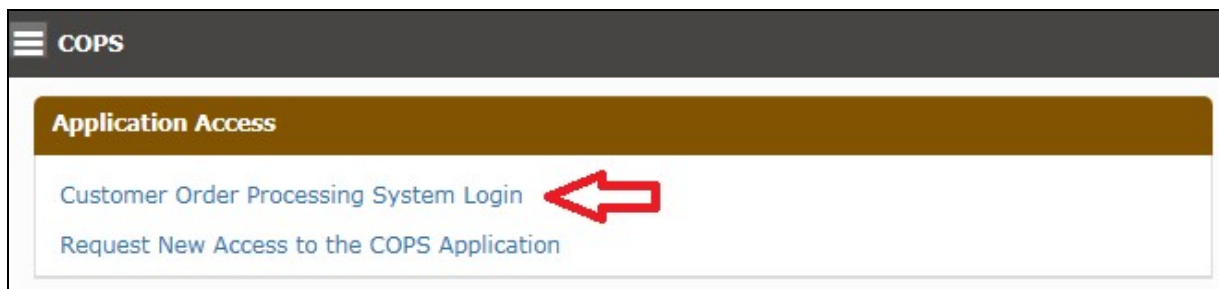 COPS
Application Access
Customer Order Processing System Login
Request New Access to the COPS Application